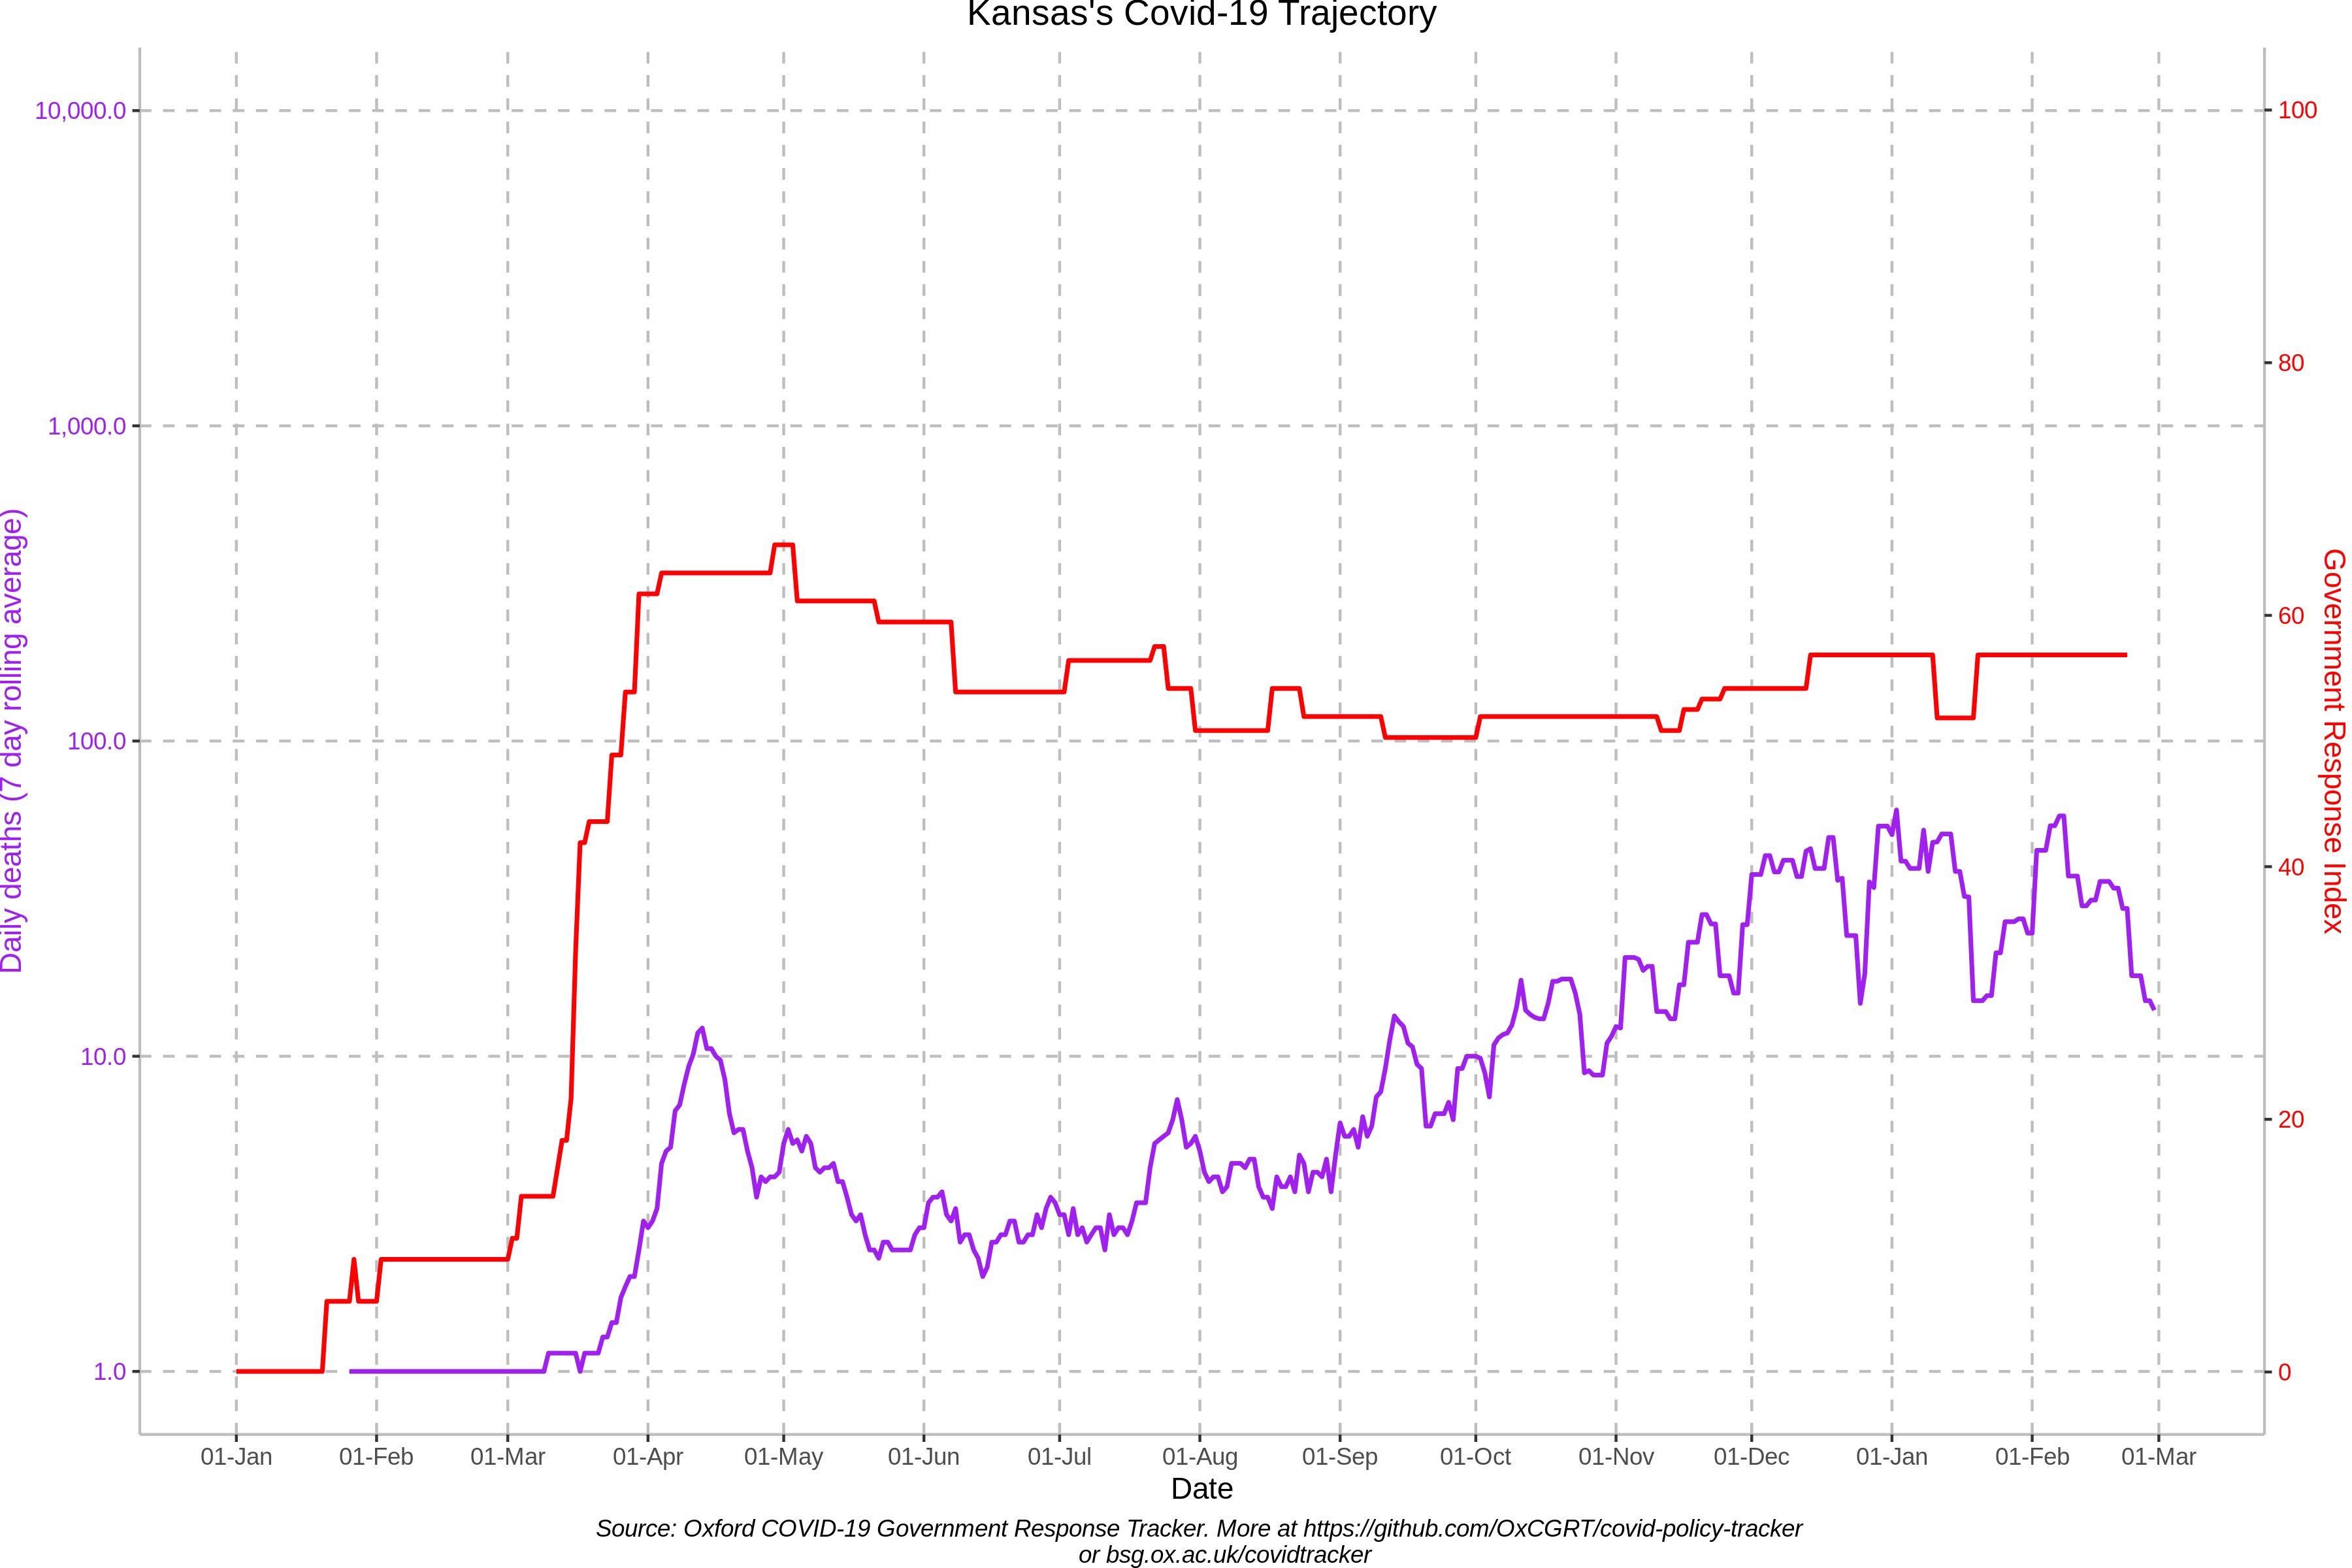 Kansas's Covid-19 Trajectory
10,000.0
1,000.0
100.0
10.0
1.0
Daily deaths (7 day rolling average)
100
80
60
40
20
0
Government Response Index
01-Jan 01-Feb 01-Mar 01-Apr 01-May 01-Jun 01-Jul 01-Aug 01-Sep 01-Oct 01-Nov 01-Dec 01-Jan 01-Feb 01-Mar
Date
Source: Oxford COVID-19 Government Response Tracker. More at https://github.com/OxCGRT/covid-policy-tracker
or bsg.ox.ac.uk/covidtracker